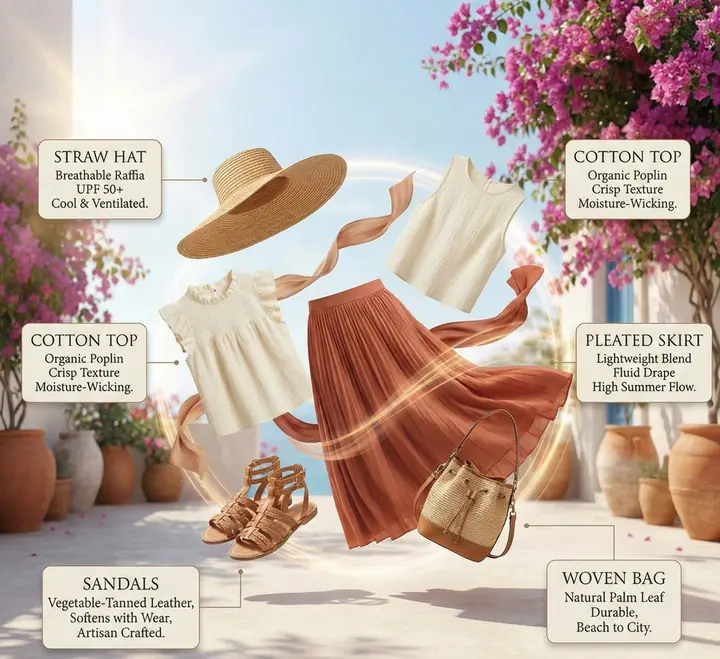 STRAW HAT
Breathable Raffia
UPF 50+
Cool & Ventilated.
COTTON TOP
Organic Poplin
Crisp Texture
Moisture-Wicking.
COTTON TOP
Organic Poplin
Crisp Texture
Moisture-Wicking.
PLEATED SKIRT
Lightweight Blend
Fluid Drape
High Summer Flow.
SANDALS
Vegetable-Tanned Leather,
Softens with Wear,
Artisan Crafted.
WOVEN BAG
Natural Palm Leaf
Durable,
Beach to City.